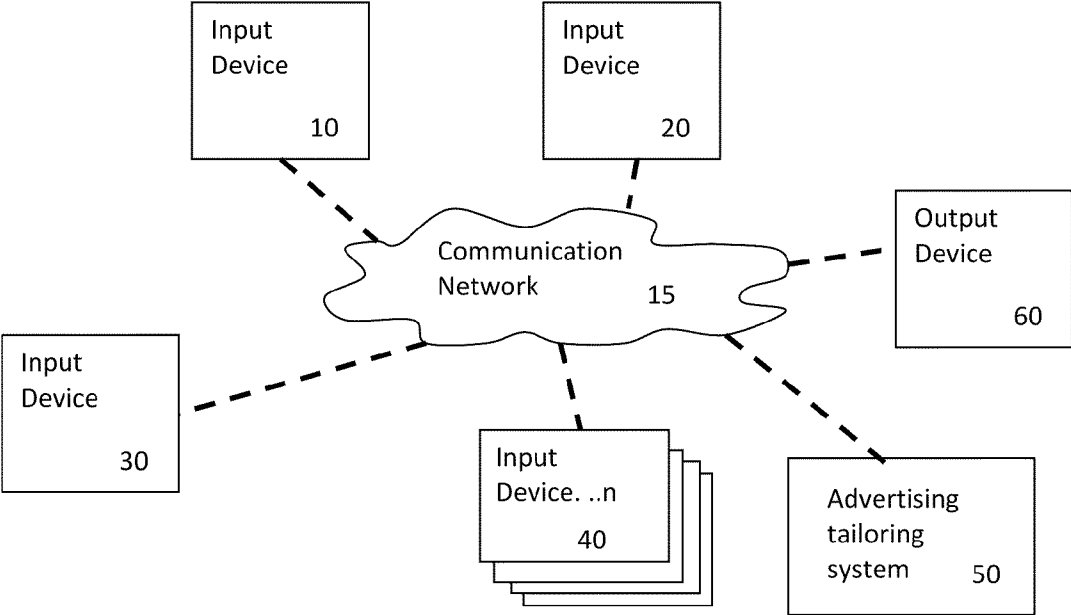 Input
Device
10
Input
Device
20
Output
Device
60
Communication
Network
15
Input
Device
30
Input
Device. ..n
40
Advertising
tailoring
system 50